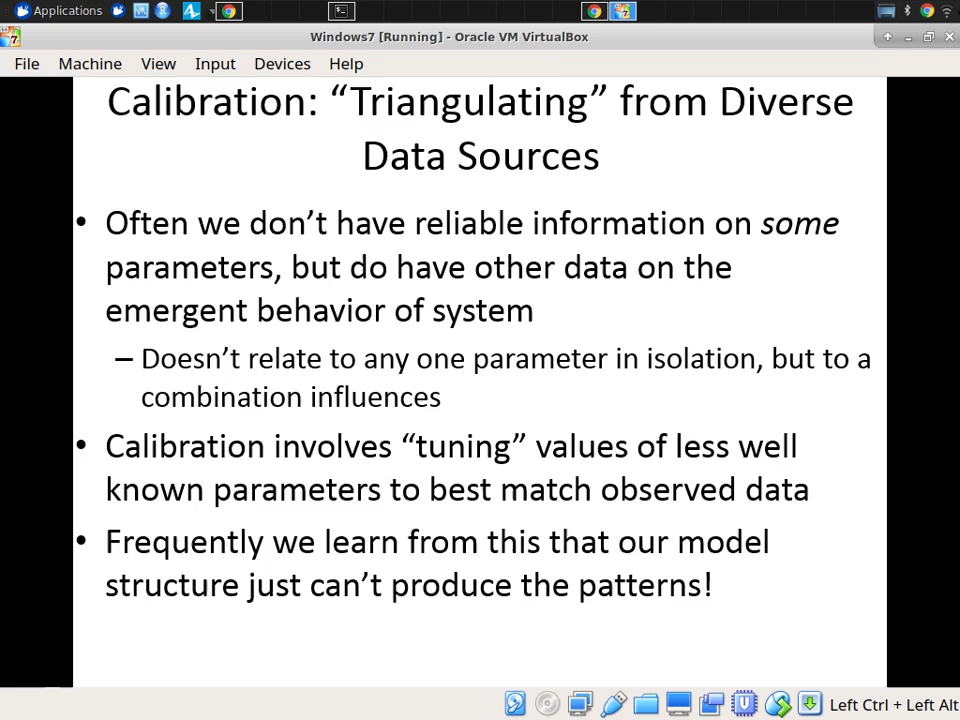 Applications
Windows7 [Running] - Oracle VM VirtualBox
File Machine View Input Devices Help
Calibration: “Triangulating” from Diverse
Data Sources
• Often we don’t have reliable information on some
parameters, but do have other data on the
emergent behavior of system
– Doesn’t relate to any one parameter in isolation, but to a
combination influences
• Calibration involves “tuning” values of less well
known parameters to best match observed data
• Frequently we learn from this that our model
structure just can’t produce the patterns!
Left Ctrl + Left Alt